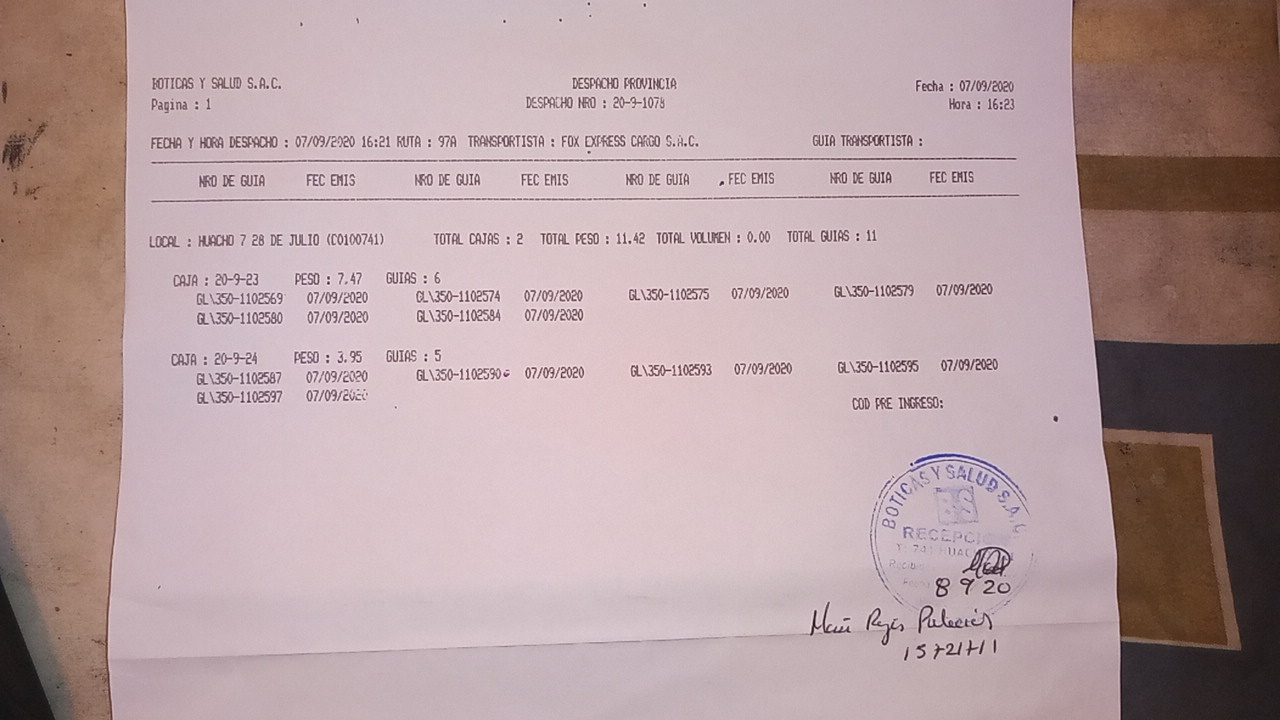 BOTICAS Y SALUD S.A.C. DESPACHO PROVINCIA Fecha : 07/09/2020
Pagina : 1 DESPACHO NRO : 20-9-1078 Hora : 16:23
FECHA Y HORA DESPACHO : 07/09/2020 16:21 RUTA : 97A TRANSPORTISTA : FOX EXPRESS CARGO S.A.C. GUIA TRANSPORTISTA :
NRO DE GUIA FEC EMIS NRO DE GUIA FEC EMIS NRO DE GUIA FEC EMIS NRO DE GUIA FEC EMIS
LOCAL : HUACHO 7 28 DE JULIO (C0100741) TOTAL CAJAS : 2 TOTAL PESO : 11.42 TOTAL VOLUMEN : 0.00 TOTAL GUIAS : 11
CAJA : 20-9-23 PESO : 7.47 GUIAS : 6
GL\350-1102569 07/09/2020 GL\350-1102574 07/09/2020 GL\350-1102575 07/09/2020 GL\350-1102579 07/09/2020
GL\350-1102580 07/09/2020 GL\350-1102584 07/09/2020
CAJA : 20-9-24 PESO : 3.95 GUIAS : 5
GL\350-1102587 07/09/2020 GL\350-1102590 07/09/2020 GL\350-1102593 07/09/2020 GL\350-1102595 07/09/2020
GL\350-1102597 07/09/2020
COD PRE INGRESO:
BOTICAS Y SALUD S.A.C.
BS
8 9 20